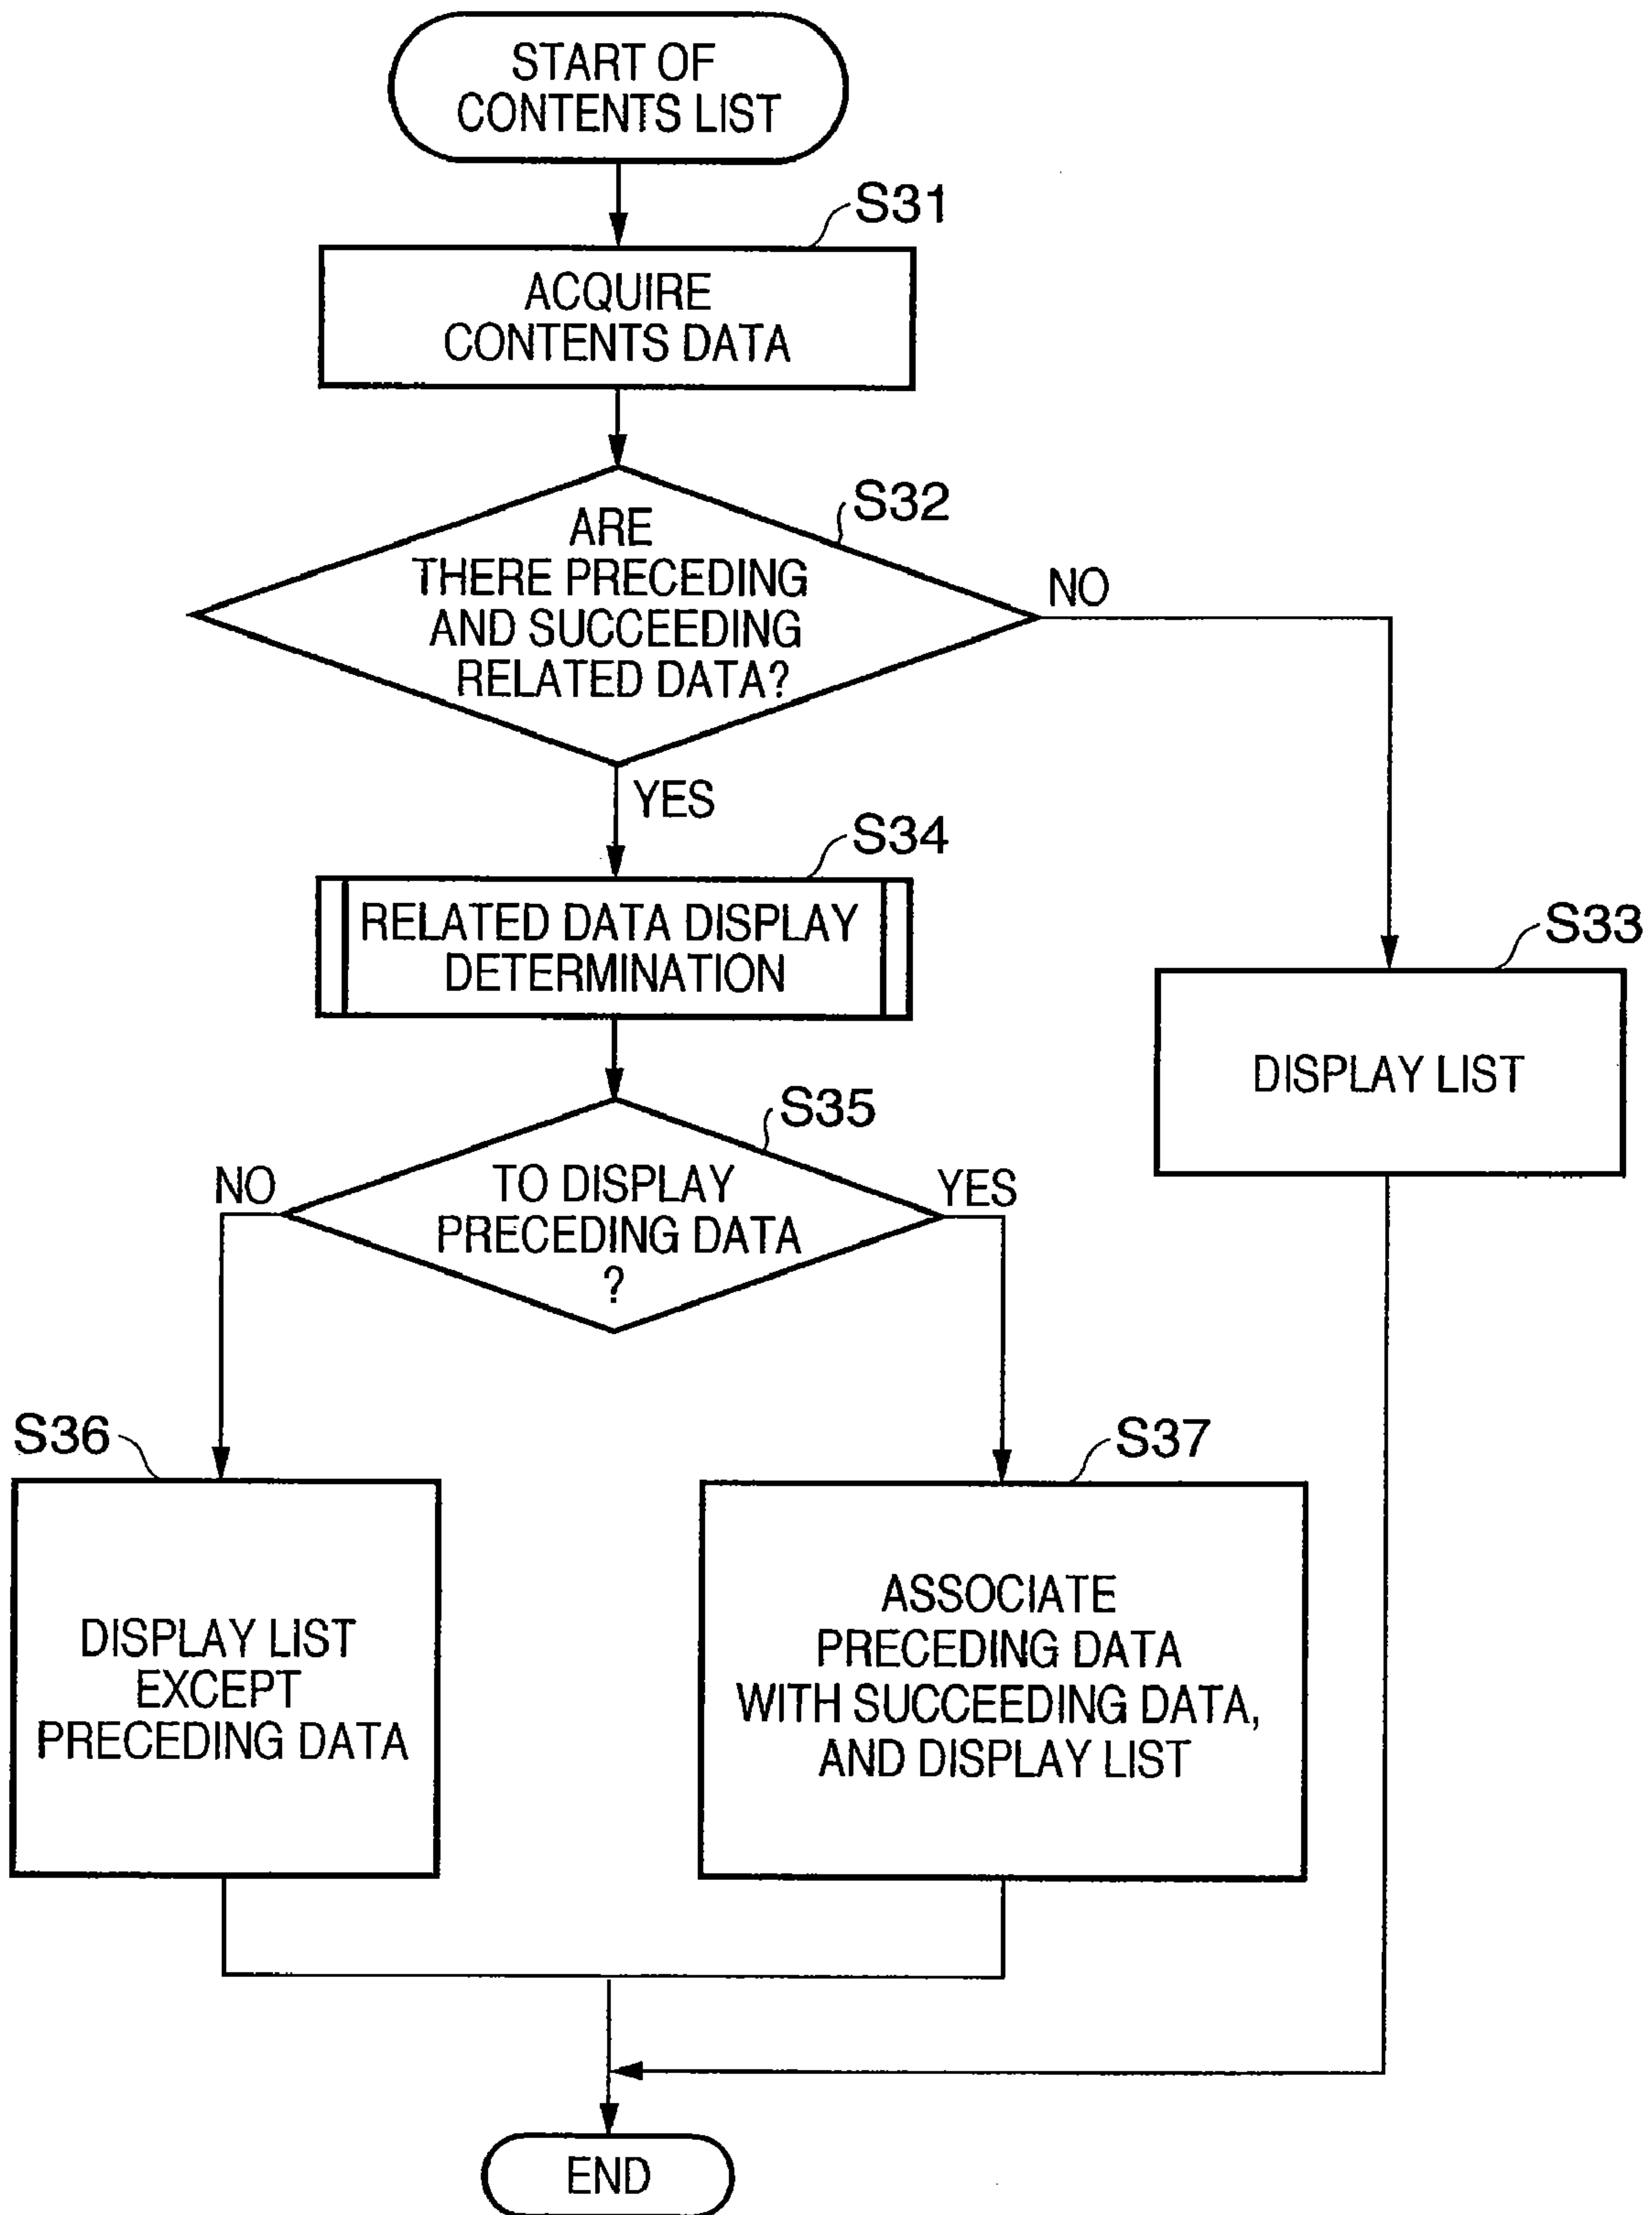 START OF
CONTENTS LIST
S31
ACQUIRE
CONTENTS DATA
S32
ARE
THERE PRECEDING
AND SUCCEEDING
RELATED DATA?
NO
YES
S34
RELATED DATA DISPLAY
DETERMINATION
S33
DISPLAY LIST
S35
TO DISPLAY
PRECEDING DATA
?
NO
YES
S36
DISPLAY LIST
EXCEPT
PRECEDING DATA
S37
ASSOCIATE
PRECEDING DATA
WITH SUCCEEDING DATA,
AND DISPLAY LIST
END